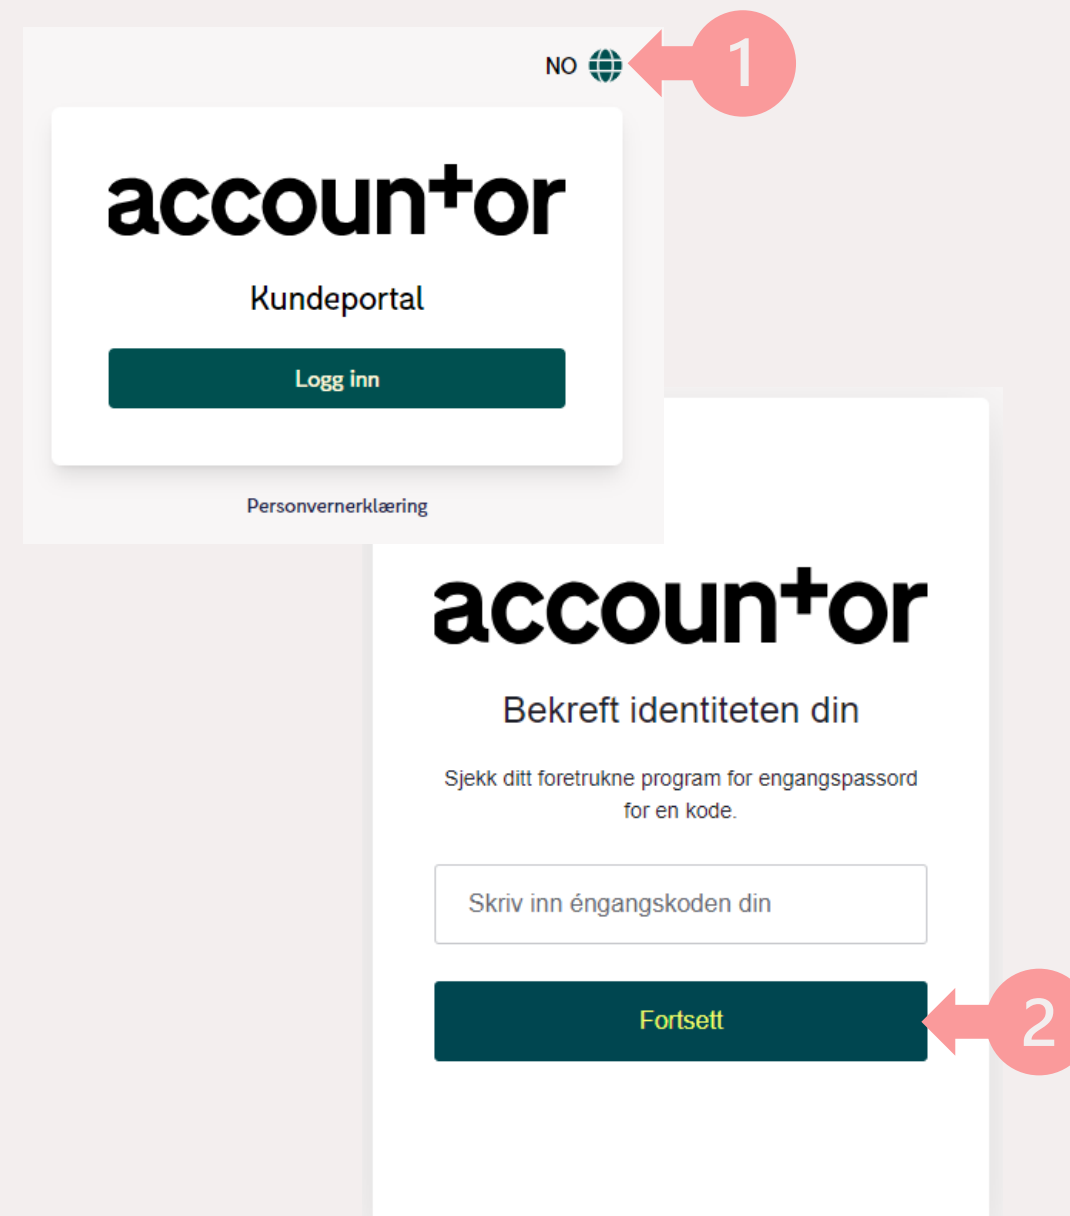 NO
1
accountor
Kundeportal
Logg inn
Personvernerklæring
accountor
Bekreft identiteten din
Sjekk ditt foretrukne program for engangspassord
for en kode.
Skriv inn éngangskoden din
Fortsett
2